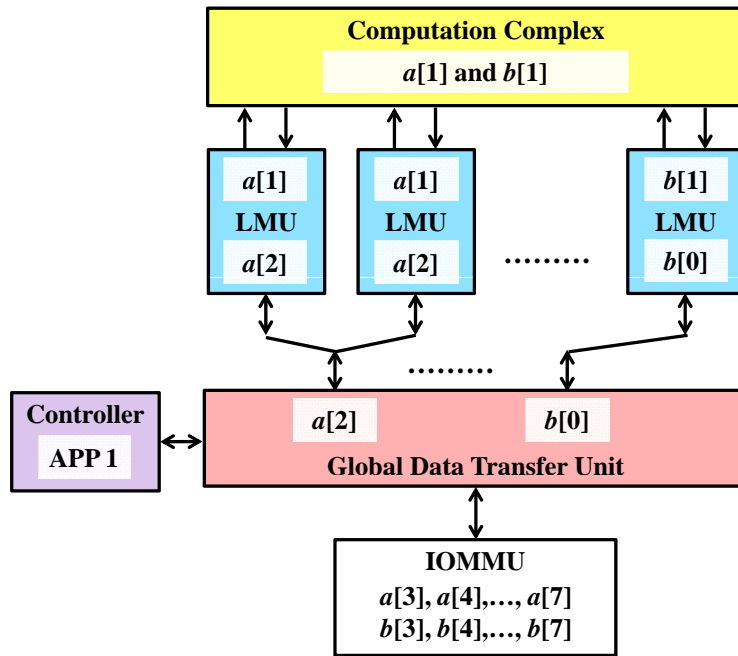 Computation Complex
a[1] and b[1]
a[1]
LMU
a[2]
a[1]
LMU
a[2]
.........
b[1]
LMU
b[0]
.........
Controller
APP 1
a[2]
b[0]
Global Data Transfer Unit
IOMMU
a[3], a[4],..., a[7]
b[3], b[4],..., b[7]